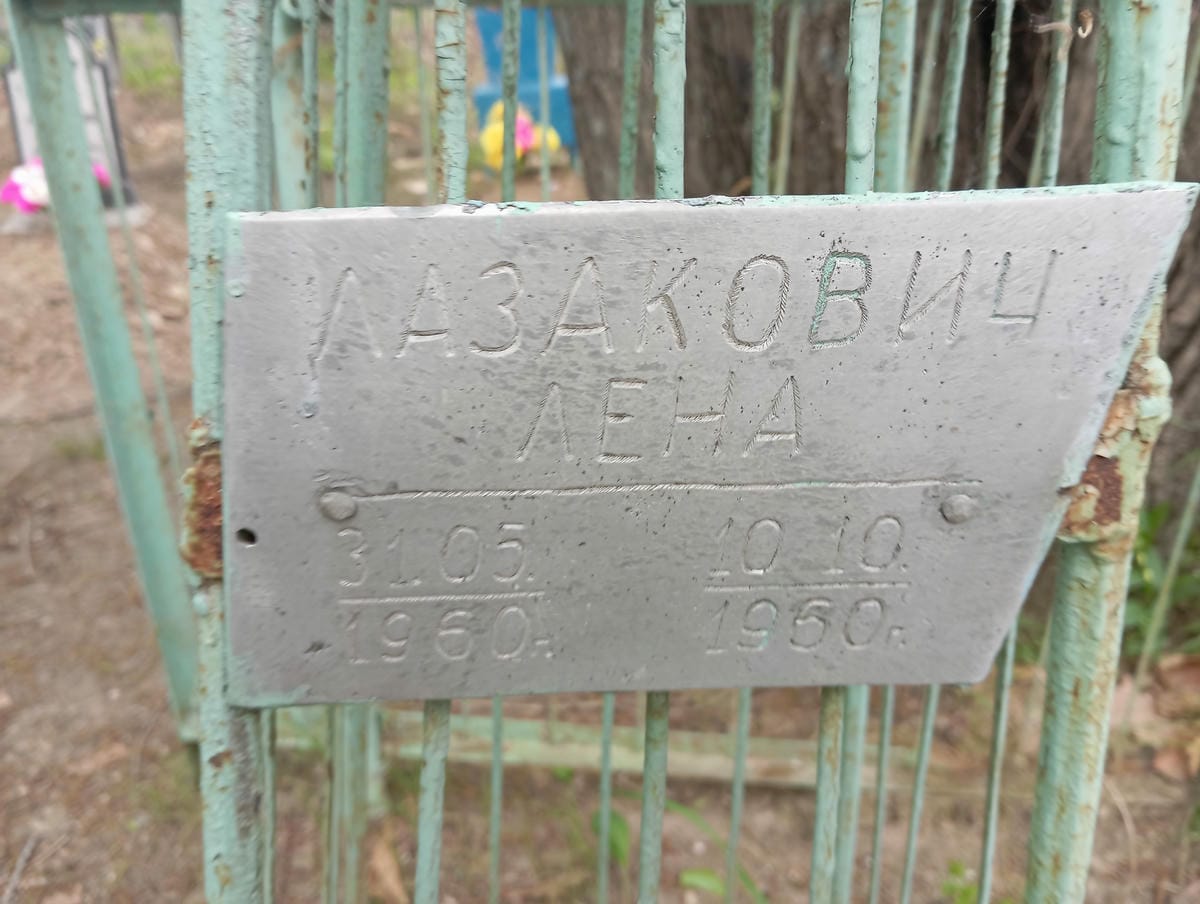 ЛАЗАКОВИЧ
ЛЕНА
31.05. 10 10.
1960г. 1960г.